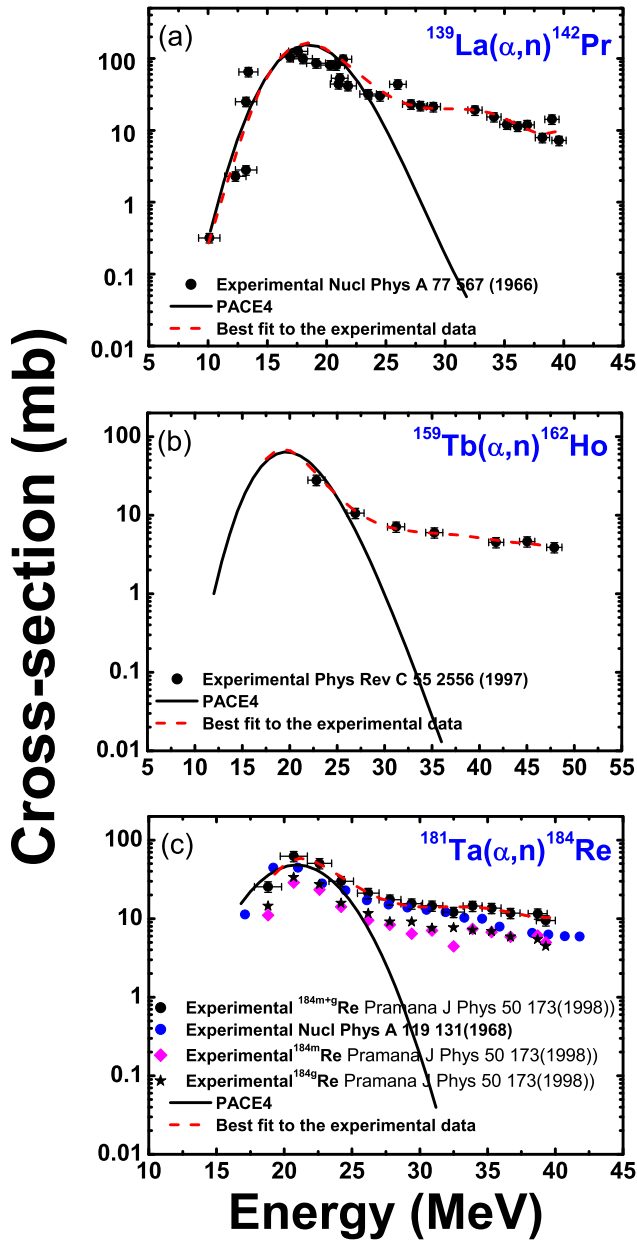 Cross-section (mb)
(a)
¹³⁹La(α,n)¹⁴²Pr
100
10
1
0.1
0.01
Experimental Nucl Phys A 77 567 (1966)
PACE4
Best fit to the experimental data
5 10 15 20 25 30 35 40 45
(b)
¹⁵⁹Tb(α,n)¹⁶²Ho
100
10
1
0.1
0.01
Experimental Phys Rev C 55 2556 (1997)
PACE4
Best fit to the experimental data
5 10 15 20 25 30 35 40 45 50 55
(c)
¹⁸¹Ta(α,n)¹⁸⁴Re
100
10
1
0.1
0.01
Experimental ¹⁸⁴ᵐ⁺ᵍRe Pramana J Phys 50 173(1998))
Experimental Nucl Phys A 119 131(1968)
Experimental¹⁸⁴ᵐRe Pramana J Phys 50 173(1998))
Experimental¹⁸⁴ᵍRe Pramana J Phys 50 173(1998))
PACE4
Best fit to the experimental data
10 15 20 25 30 35 40 45
Energy (MeV)